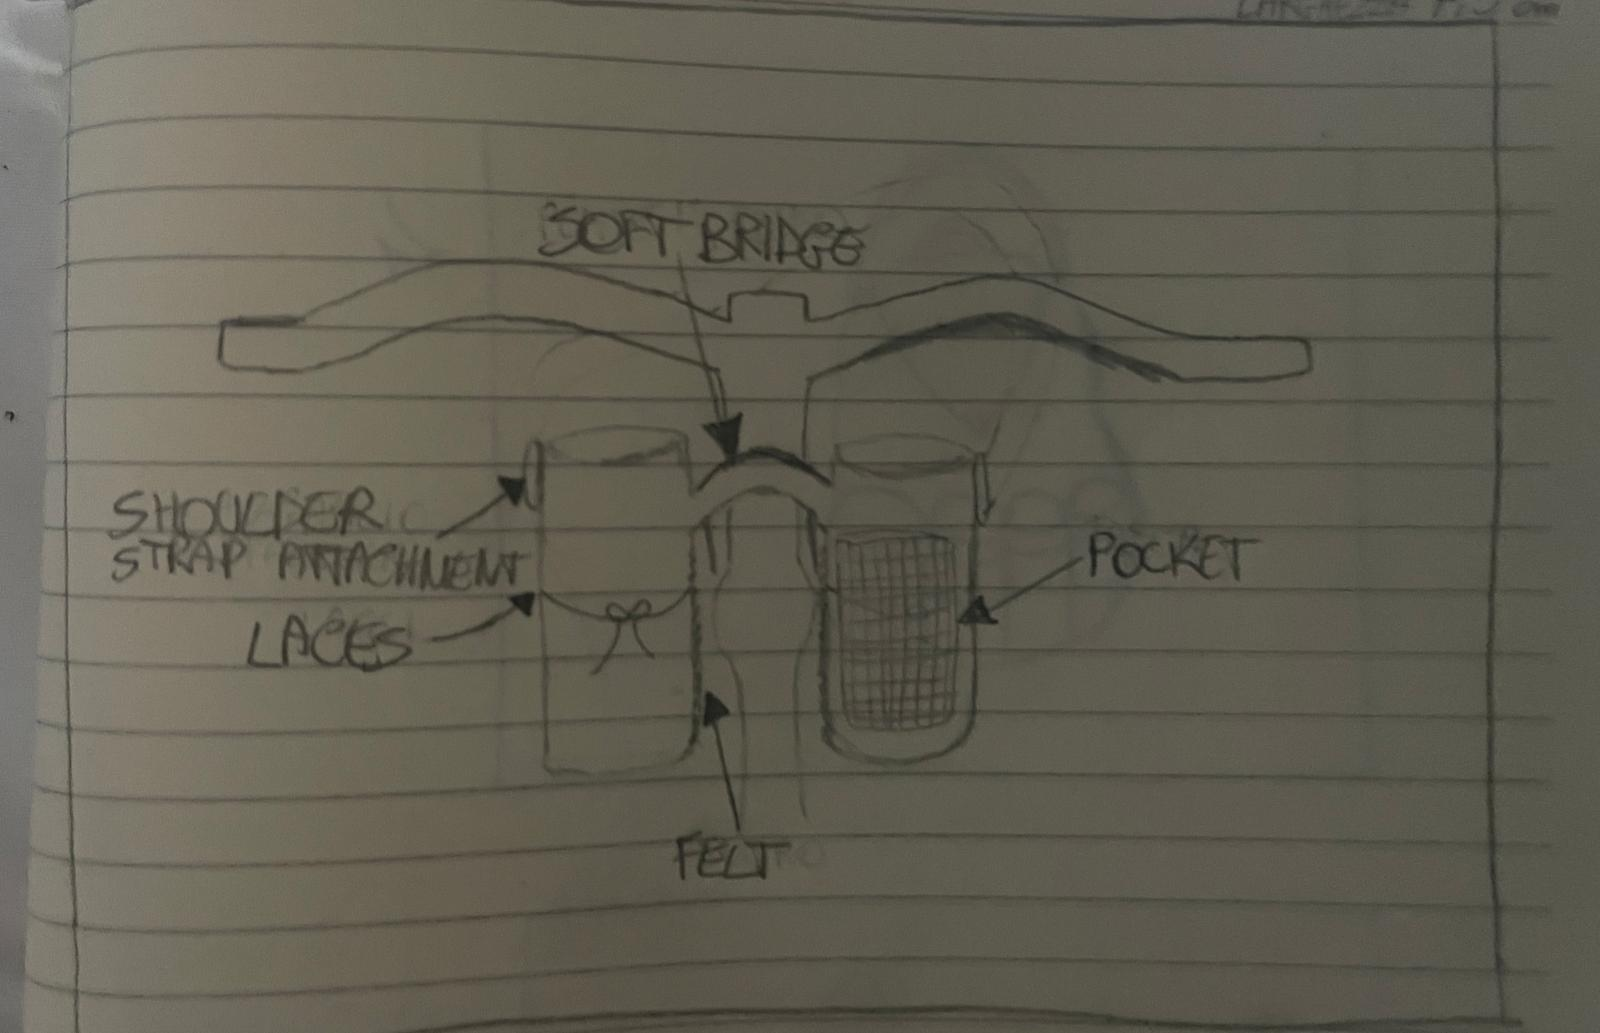 SOFT BRIDGE
SHOULDER
STRAP ATTACHMENT
LACES
POCKET
FELT